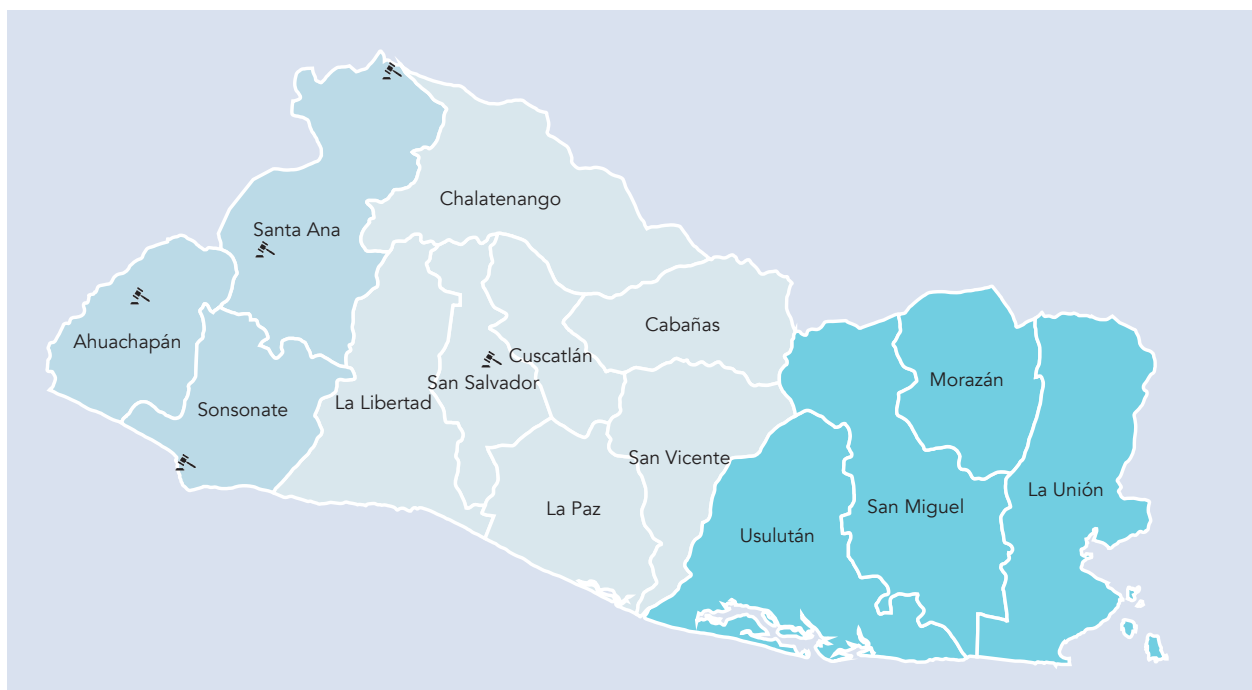 Chalatenango
Santa Ana
Cabañas
Ahuachapán
Cuscatlán
San Salvador
Morazán
Sonsonate
La Libertad
San Vicente
La Unión
La Paz
San Miguel
Usulután